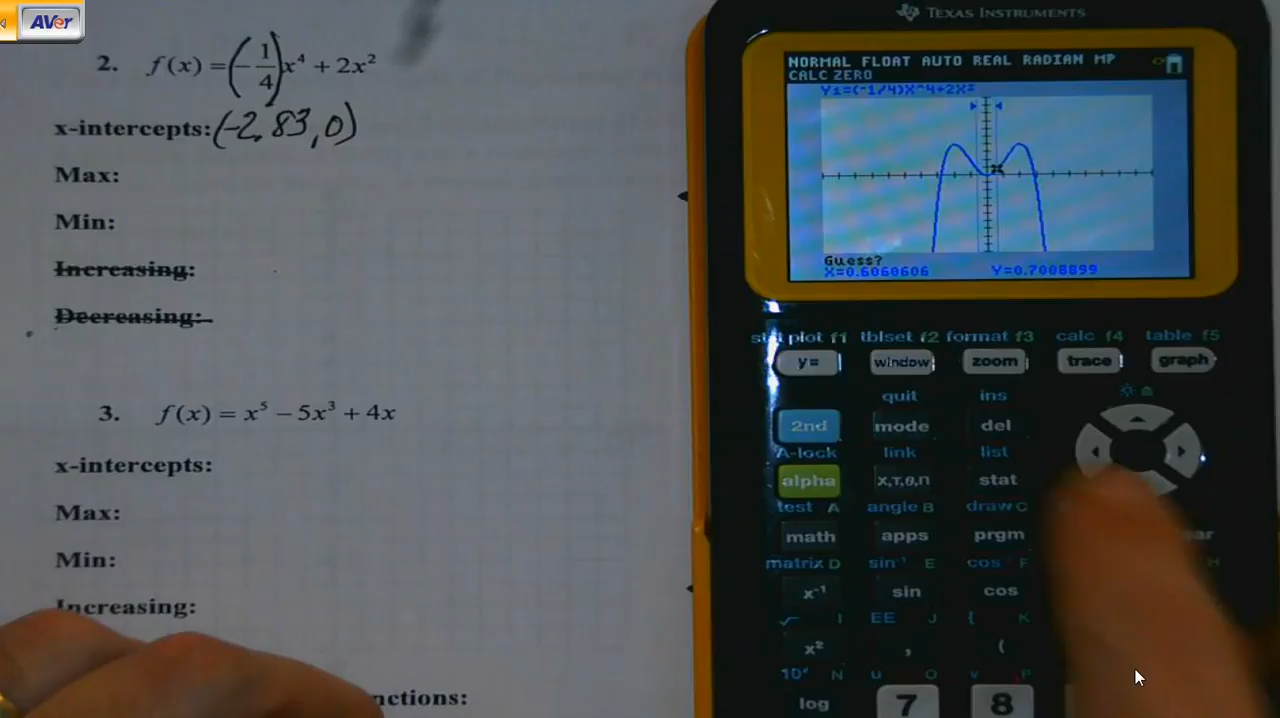 AVer
2. f(x) = (-1/4)x⁴ + 2x²
x-intercepts: (-2.83, 0)
Max:
Min:
Increasing:
Decreasing:
3. f(x) = x⁵ − 5x³ + 4x
x-intercepts:
Max:
Min:
Increasing:
nctions:
TEXAS INSTRUMENTS
NORMAL FLOAT AUTO REAL RADIAN MP
CALC ZERO
Y1=(-1/4)X^4+2X²
Guess?
X=0.6060606 Y=0.7008899
stat plot f1 tblset f2 format f3 calc f4 table f5
y= window zoom trace graph
quit ins
2nd mode del
A-lock link list
alpha X,T,θ,n stat
test A angle B draw C
math apps prgm ar
matrix D sin⁻¹ E cos F H
x⁻¹ sin cos
√ I EE J { K
x² , (
10ˣ N u O v P
log 7 8